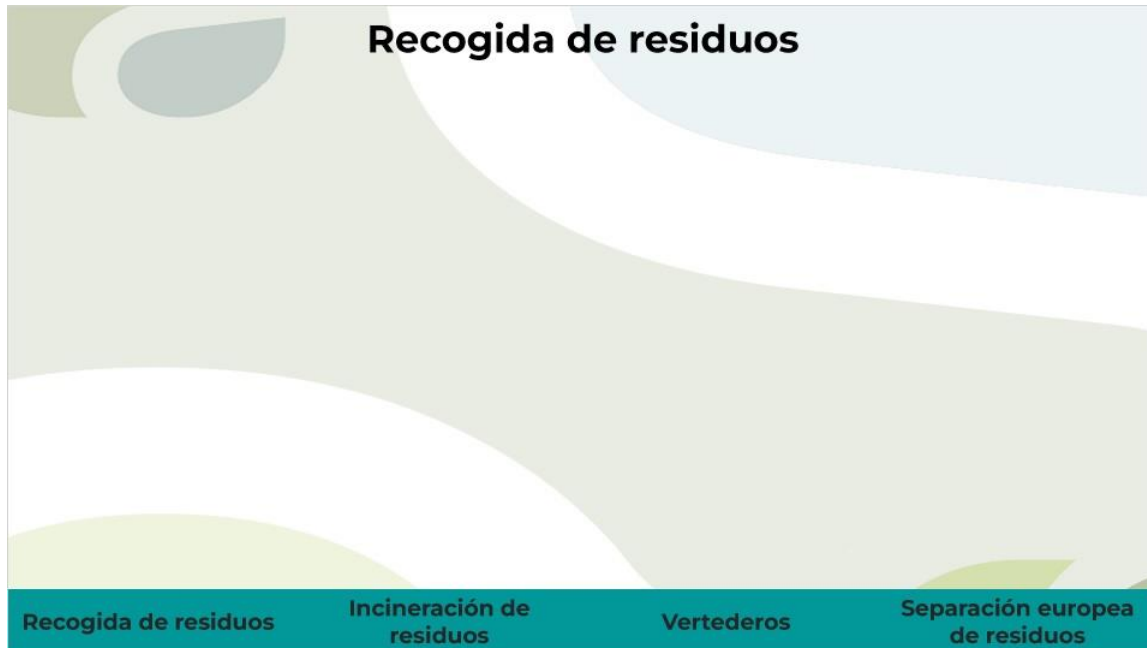 Recogida de residuos
Recogida de residuos
Incineración de
residuos
Vertederos
Separación europea
de residuos